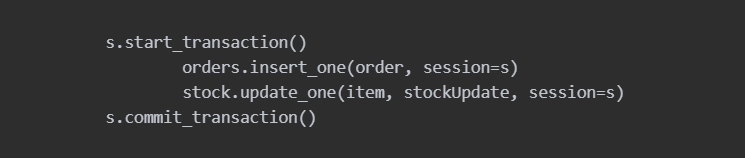 s.start_transaction()
orders.insert_one(order, session=s)
stock.update_one(item, stockUpdate, session=s)
s.commit_transaction()